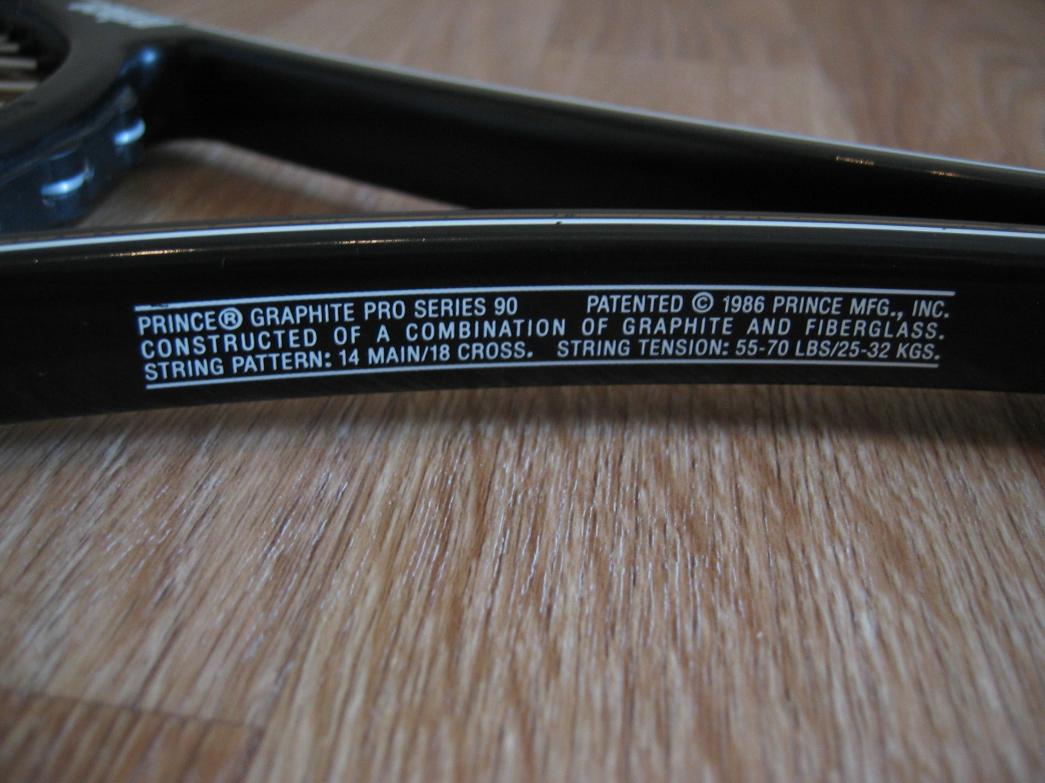 PRINCE® GRAPHITE PRO SERIES 90 PATENTED © 1986 PRINCE MFG., INC.
CONSTRUCTED OF A COMBINATION OF GRAPHITE AND FIBERGLASS.
STRING PATTERN: 14 MAIN/18 CROSS. STRING TENSION: 55-70 LBS/25-32 KGS.